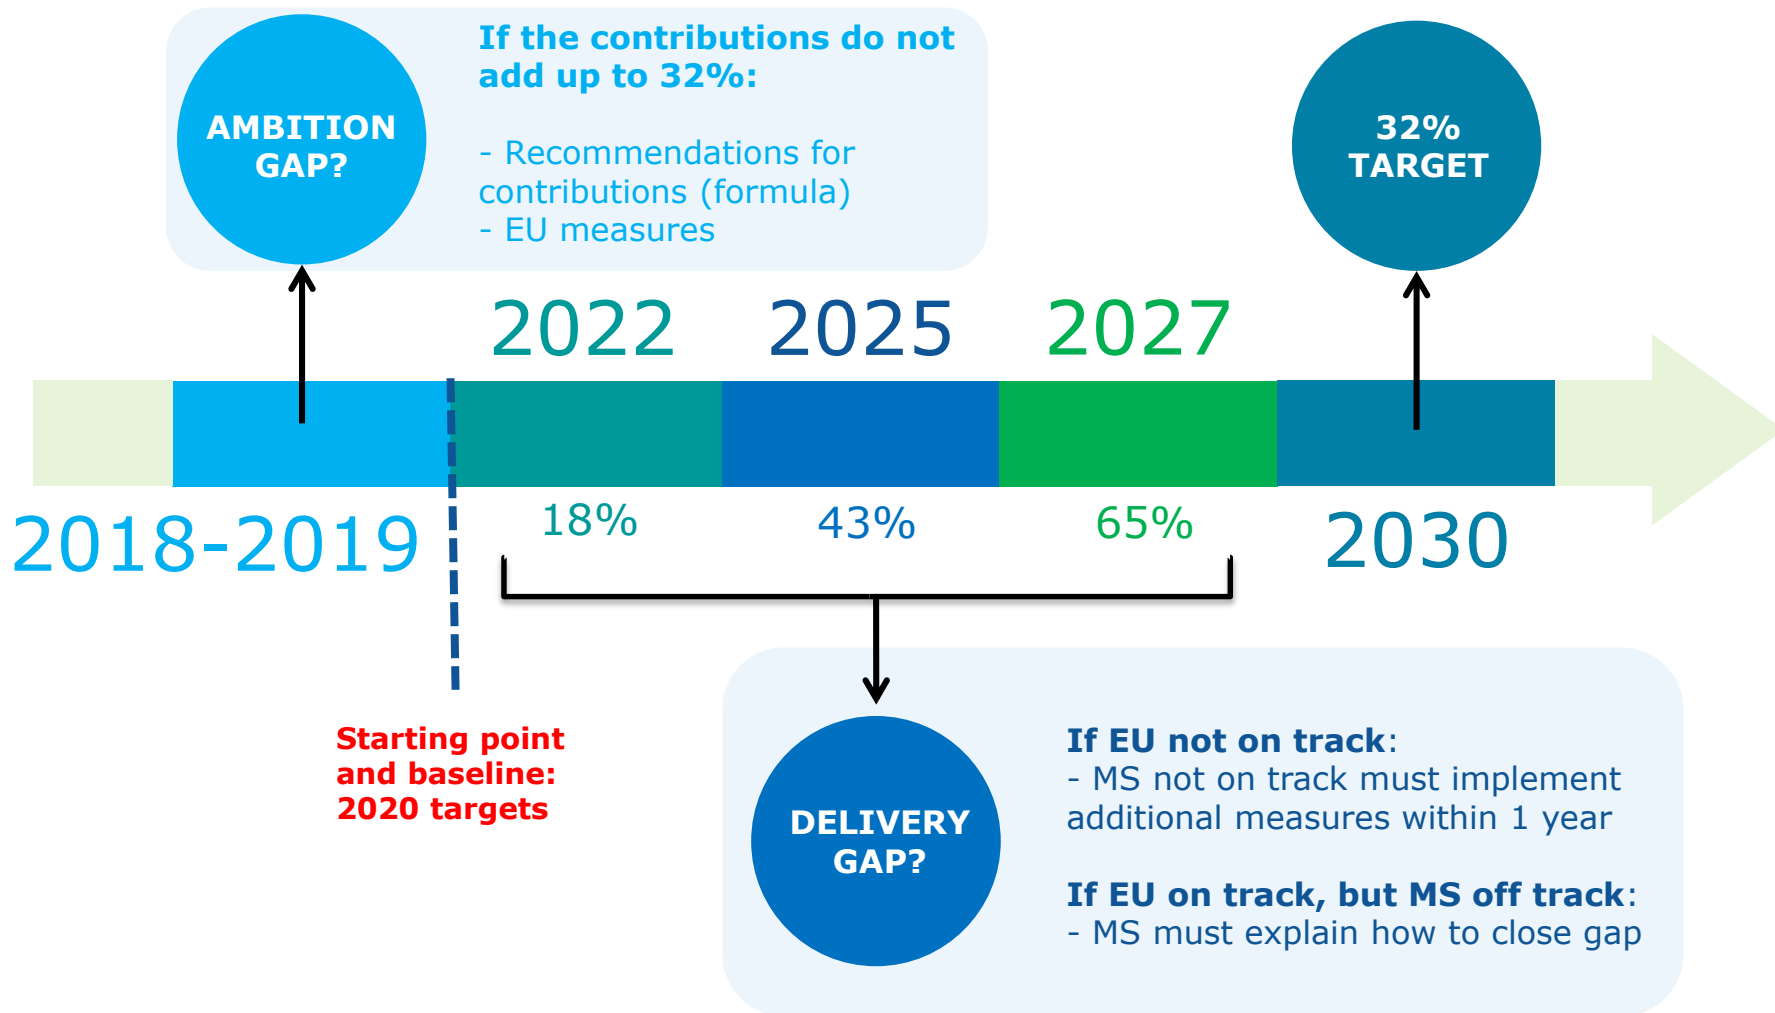 AMBITION
GAP?
If the contributions do not
add up to 32%:
- Recommendations for
contributions (formula)
- EU measures
32%
TARGET
2022
2025
2027
2018-2019
18%
43%
65%
2030
Starting point
and baseline:
2020 targets
DELIVERY
GAP?
If EU not on track:
- MS not on track must implement
additional measures within 1 year
If EU on track, but MS off track:
- MS must explain how to close gap